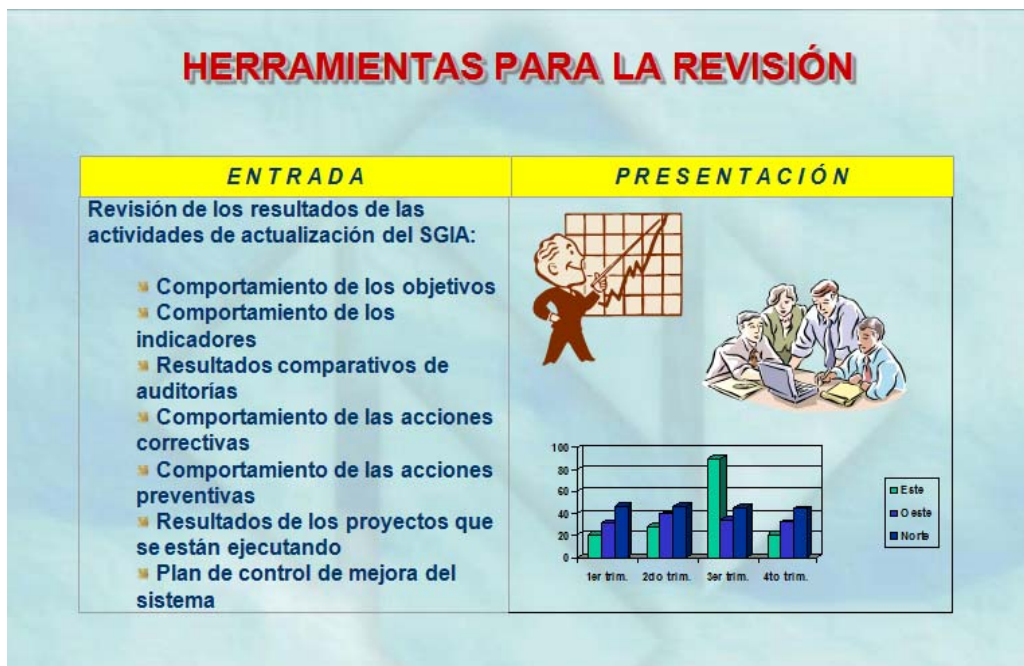 HERRAMIENTAS PARA LA REVISIÓN
ENTRADA
PRESENTACIÓN
Revisión de los resultados de las
actividades de actualización del SGIA:
Comportamiento de los objetivos
Comportamiento de los
indicadores
Resultados comparativos de
auditorías
Comportamiento de las acciones
correctivas
Comportamiento de las acciones
preventivas
Resultados de los proyectos que
se están ejecutando
Plan de control de mejora del
sistema
100
80
60
40
20
0
1er trim. 2do trim. 3er trim. 4to trim.
Este
Oeste
Norte